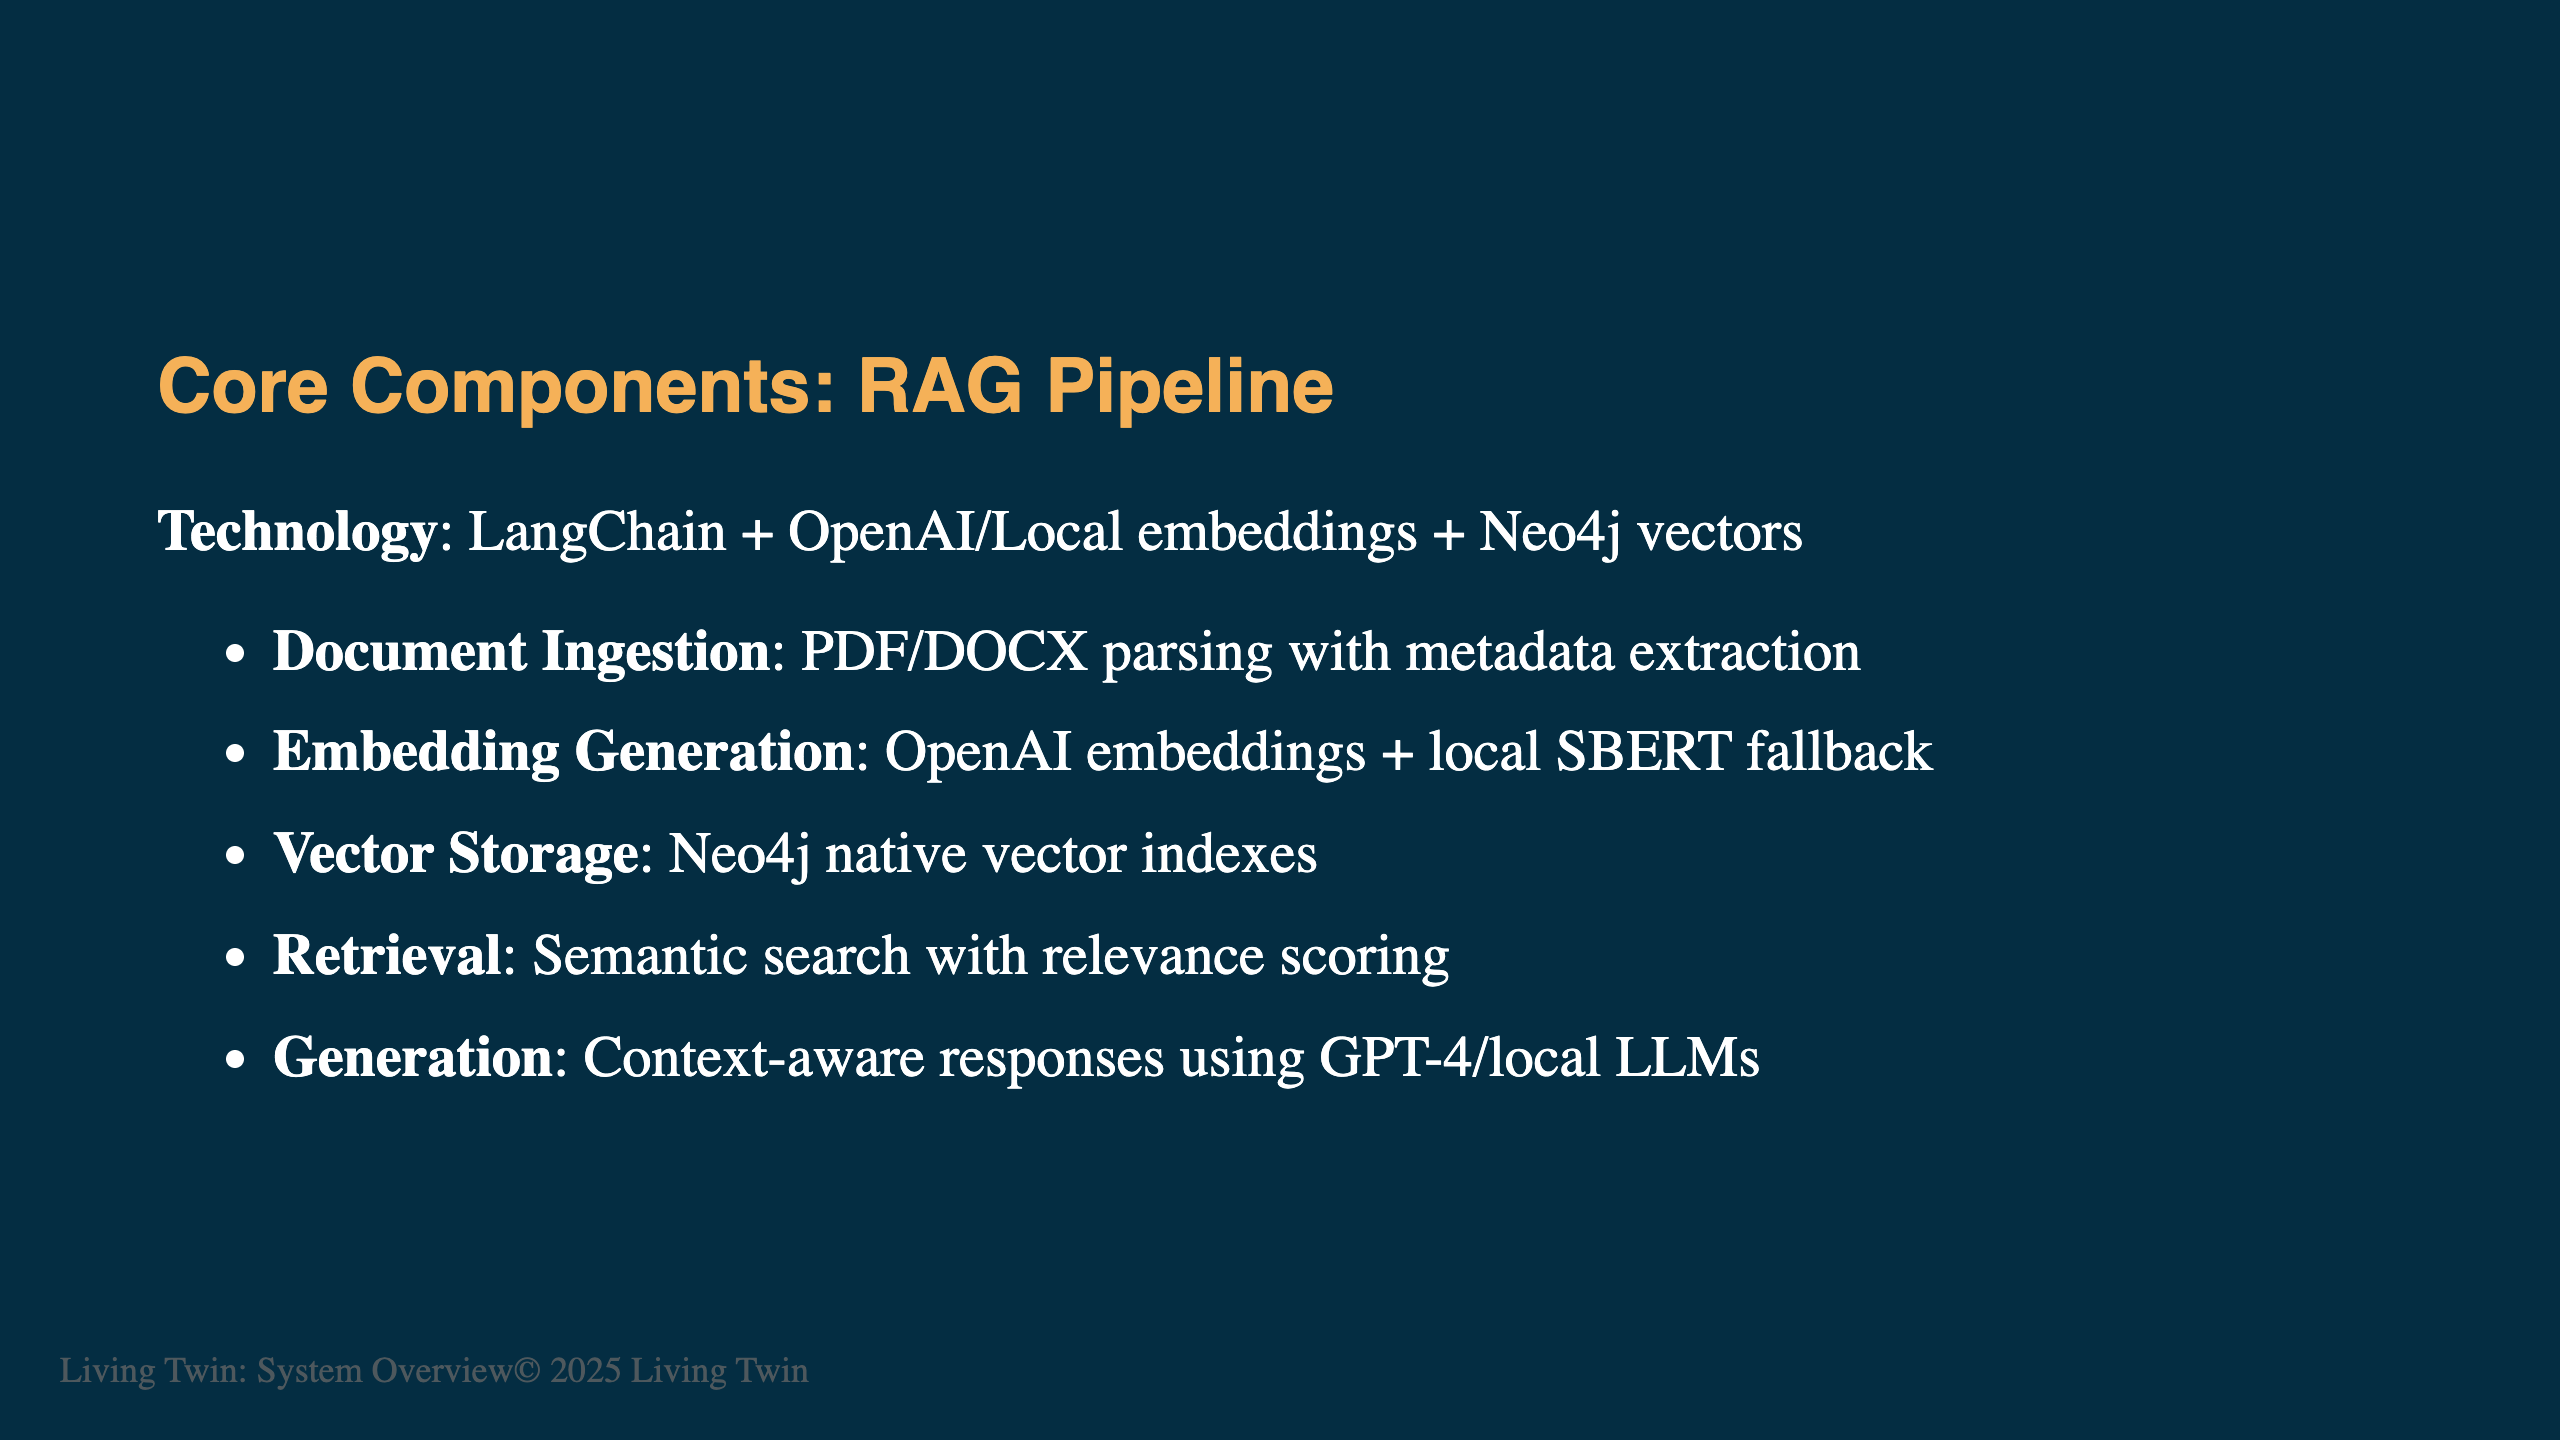 Core Components: RAG Pipeline
Technology: LangChain + OpenAI/Local embeddings + Neo4j vectors
• Document Ingestion: PDF/DOCX parsing with metadata extraction
• Embedding Generation: OpenAI embeddings + local SBERT fallback
• Vector Storage: Neo4j native vector indexes
• Retrieval: Semantic search with relevance scoring
• Generation: Context-aware responses using GPT-4/local LLMs
Living Twin: System Overview© 2025 Living Twin